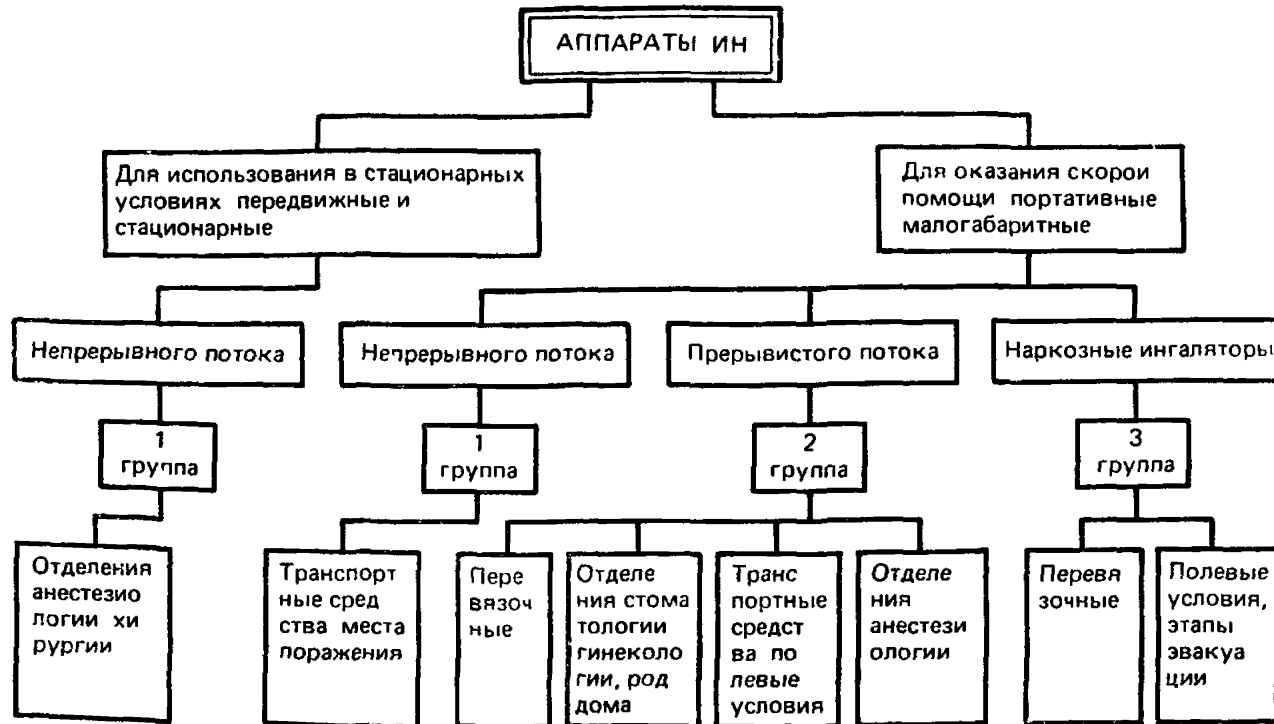 АППАРАТЫ ИН
Для использования в стационарных
условиях передвижные и
стационарные
Для оказания скорои
помощи портативные
малогабаритные
Непрерывного потока
Непрерывного потока
Прерывистого потока
Наркозные ингаляторы
1
группа
1
группа
2
группа
3
группа
Отделения
анестезио
логии хи
рургии
Транспорт
ные сред
ства места
поражения
Пере
вязоч
ные
Отделе
ния стома
тологии
гинеколо
гии, род
дома
Транс
портные
средст
ва по
левые
условия
Отделе
ния
анестези
ологии
Перевя
зочные
Полевые
условия,
этапы
эвакуа
ции